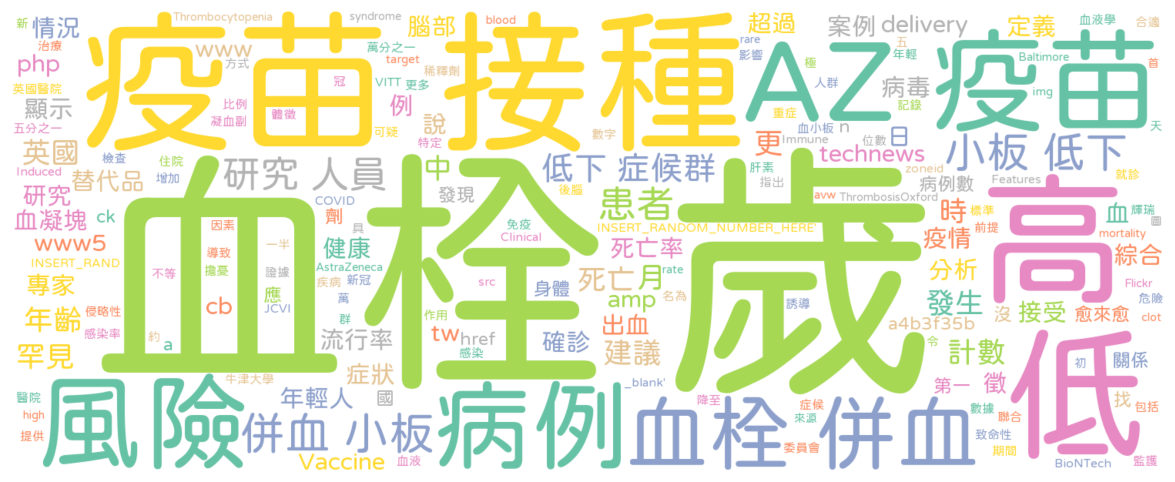 疫苗 接種
AZ 疫苗
血栓
歲
高
低
風險
病例
血栓 併血
併血 小板
小板 低下
低下 症候群
研究 人員
患者
新
情況
Thrombocytopenia
syndrome
腦部
blood
超過
案例
delivery
定義
血液學
合適
治療
www
萬分之一
target
稀釋劑
rare
影響
五
年輕
Baltimore
首
php
方式
VITT
更多
極
人群
病毒
記錄
img
英國醫院
冠
例
重症
顯示
比例
體徵
凝血副
可疑
說
特定
數字
血小板
n
日
天
五分之一
英國
檢查
住院
中
更
Immune
位數
technews
Induced
替代品
增加
發現
後腦
肝素
指出
zoneid
病例數
Features
就診
研究
血凝塊
ck
COVID
劑
具
免疫
Clinical
INSERT_RANDOM_NUMBER_HERE'
avw
ThrombosisOxford
時
標準
血
輝瑞
圖
www5
因素
一半
健康
死亡率
疫情
前提
mortality
INSERT_RAND
不等
導致
擔憂
證據
AstraZeneca
疾病
新冠
src
死亡
月
rate
綜合
專家
應
JCVI
萬
身體
名為
誘導
amp
分析
Flickr
危險
侵略性
cb
群
作用
發生
沒
接受
愈來愈
clot
年齡
感染率
約
a
流行率
tw
href
確診
出血
a4b3f35b
罕見
症狀
感染
建議
令
計數
初
關係
牛津大學
國
_blank'
第一
徵
找
醫院
年輕人
降至
症候
來源
數據
聯合
包括
high
提供
Vaccine
血液
委員會
致命性
期間
BioNTech
監護